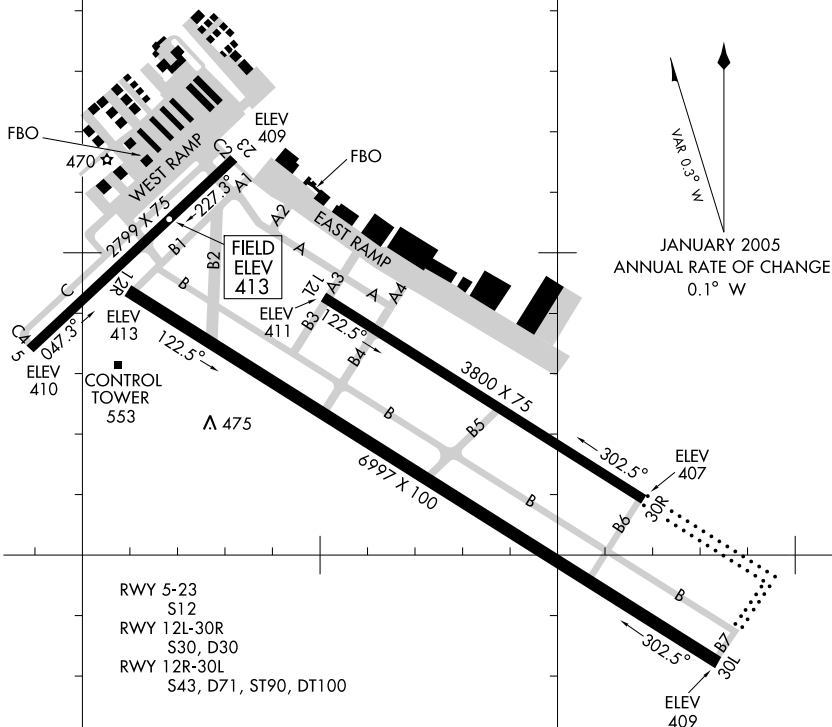 FBO
470
WEST RAMP
C2
23
ELEV
409
FBO
A1
2799 X 75
227.3°
A2
B1
B2
A
EAST RAMP
FIELD
ELEV
413
C
12R
B
12L
A3
A
A4
ELEV
411
B3
122.5°
C4
5
047.3°
ELEV
413
ELEV
410
122.5°
B4
CONTROL
TOWER
553
475
3800 X 75
B
B5
6997 X 100
302.5°
ELEV
407
30R
B
B6
B
B7
302.5°
30L
ELEV
409
VAR 0.3° W
JANUARY 2005
ANNUAL RATE OF CHANGE
0.1° W
RWY 5-23
S12
RWY 12L-30R
S30, D30
RWY 12R-30L
S43, D71, ST90, DT100